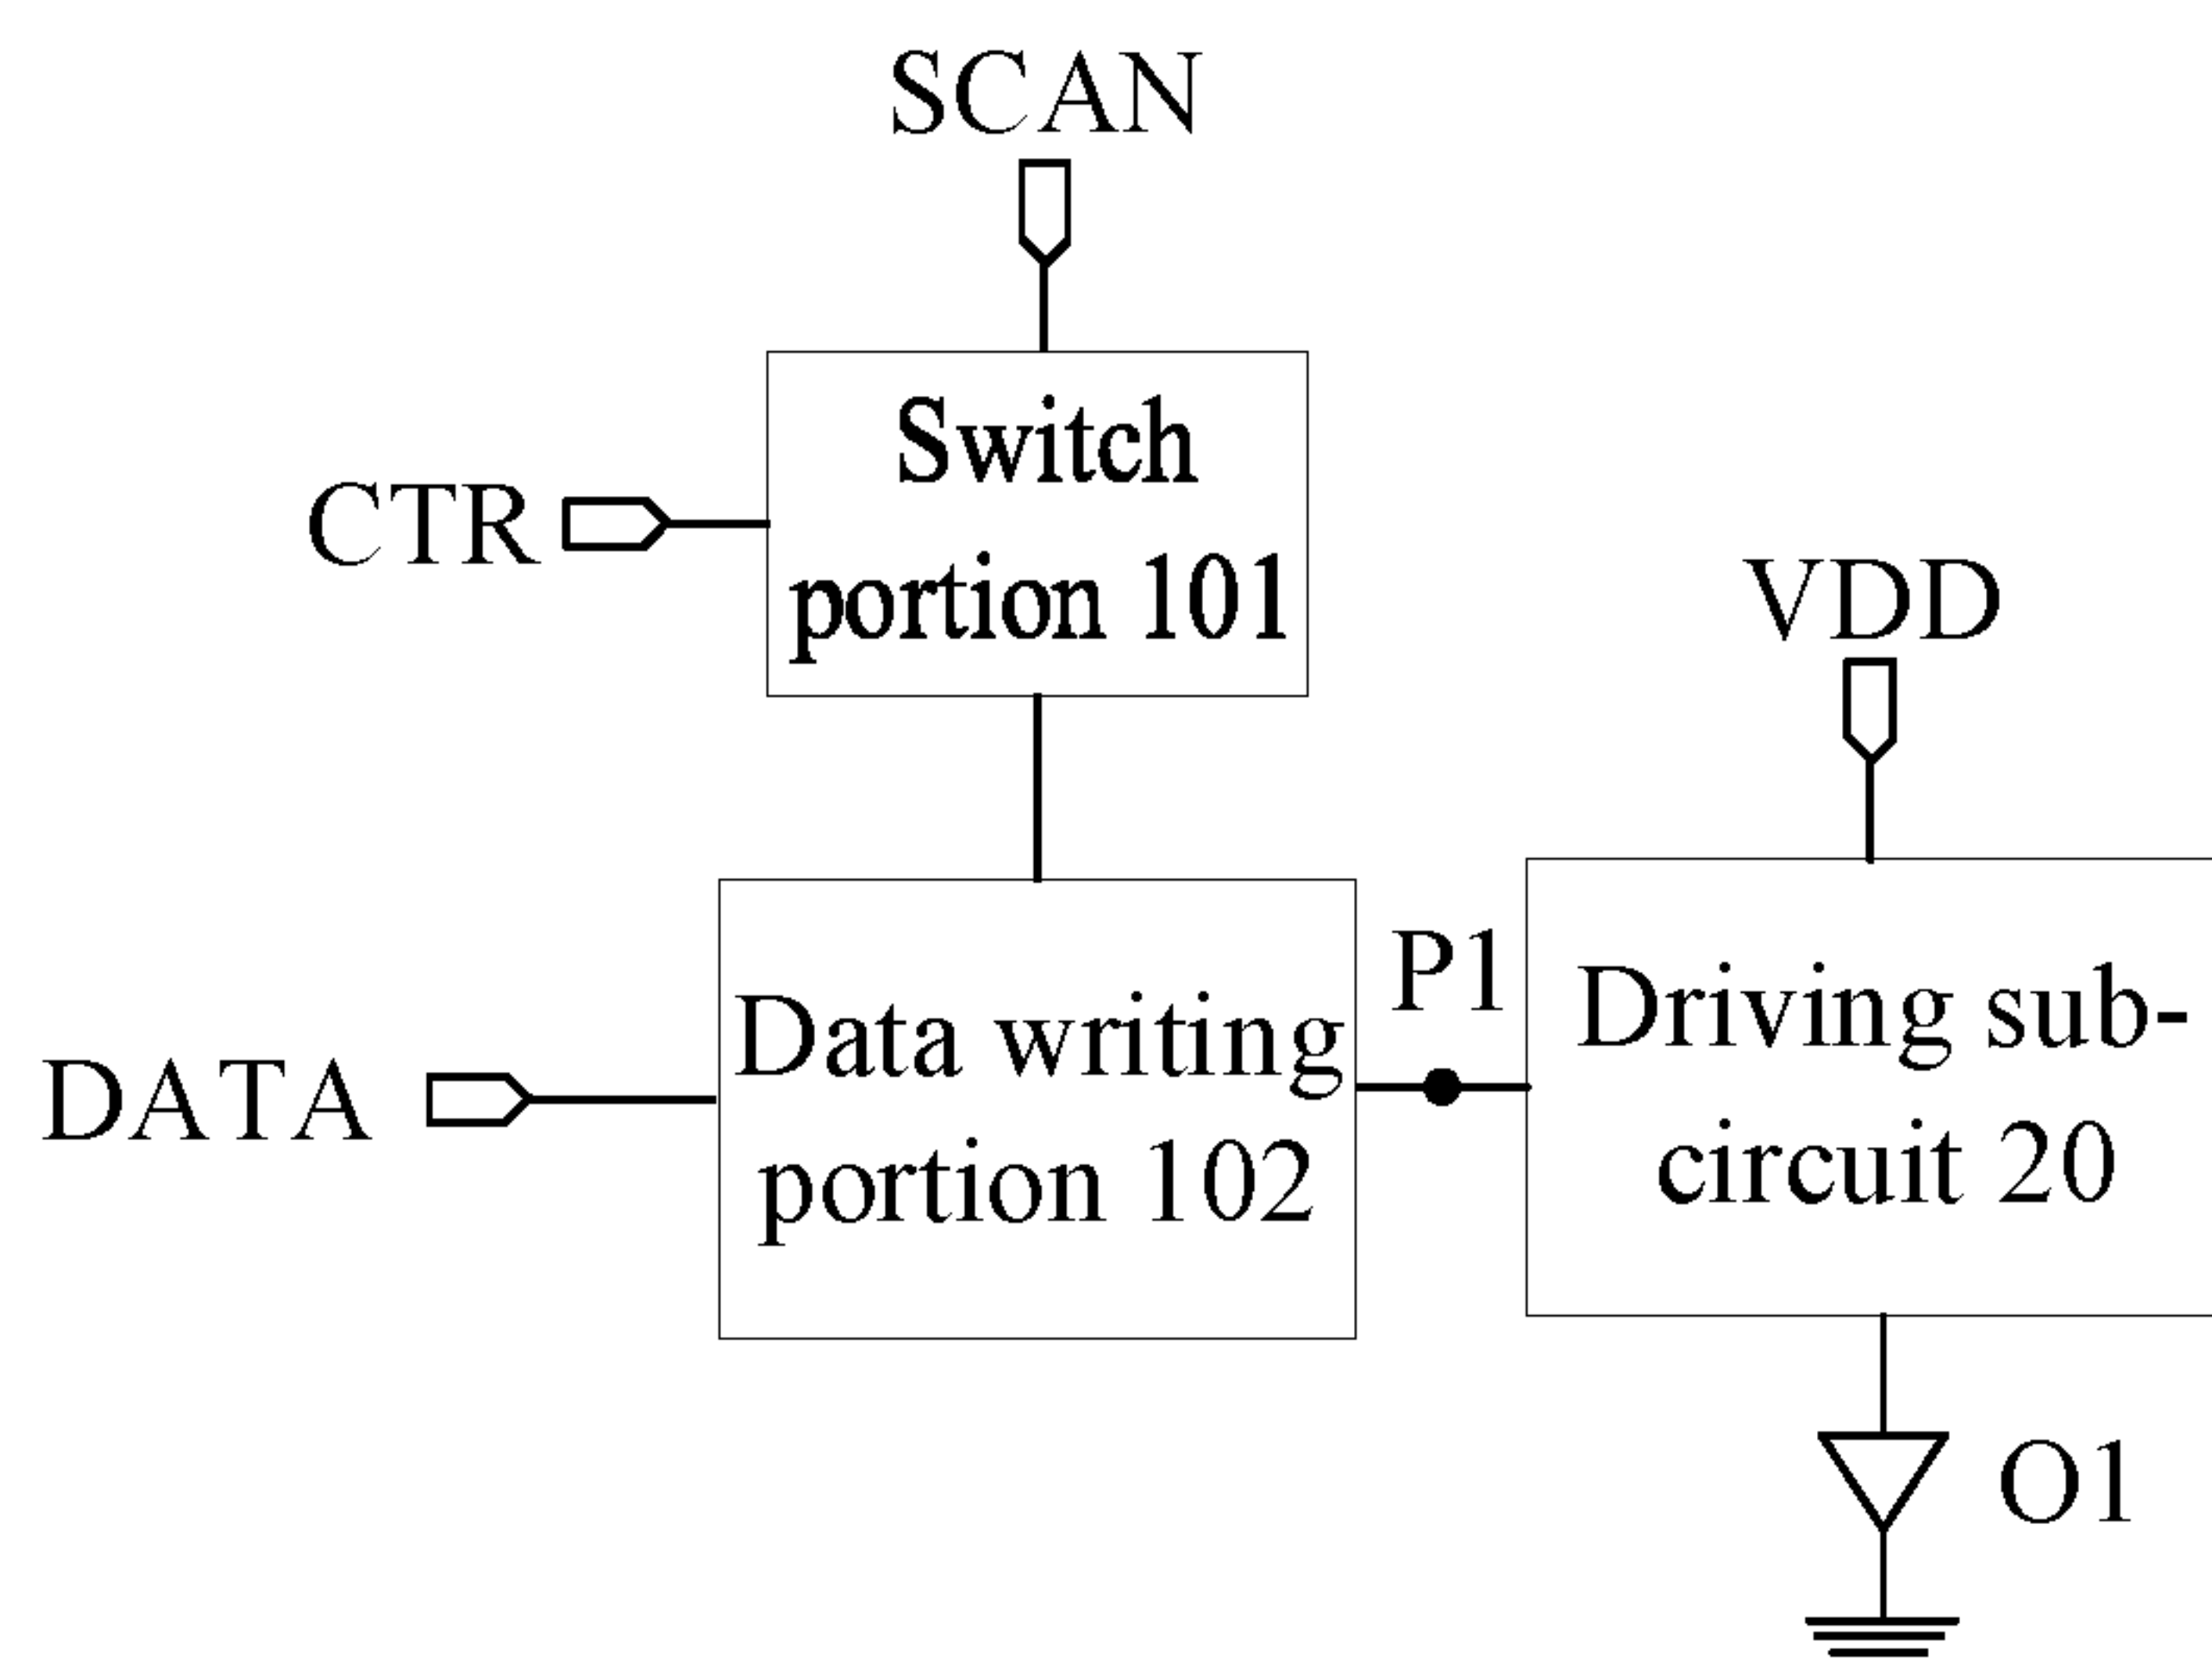 SCAN
Switch
portion 101
CTR
VDD
P1
Data writing
portion 102
Driving sub-
circuit 20
DATA
O1